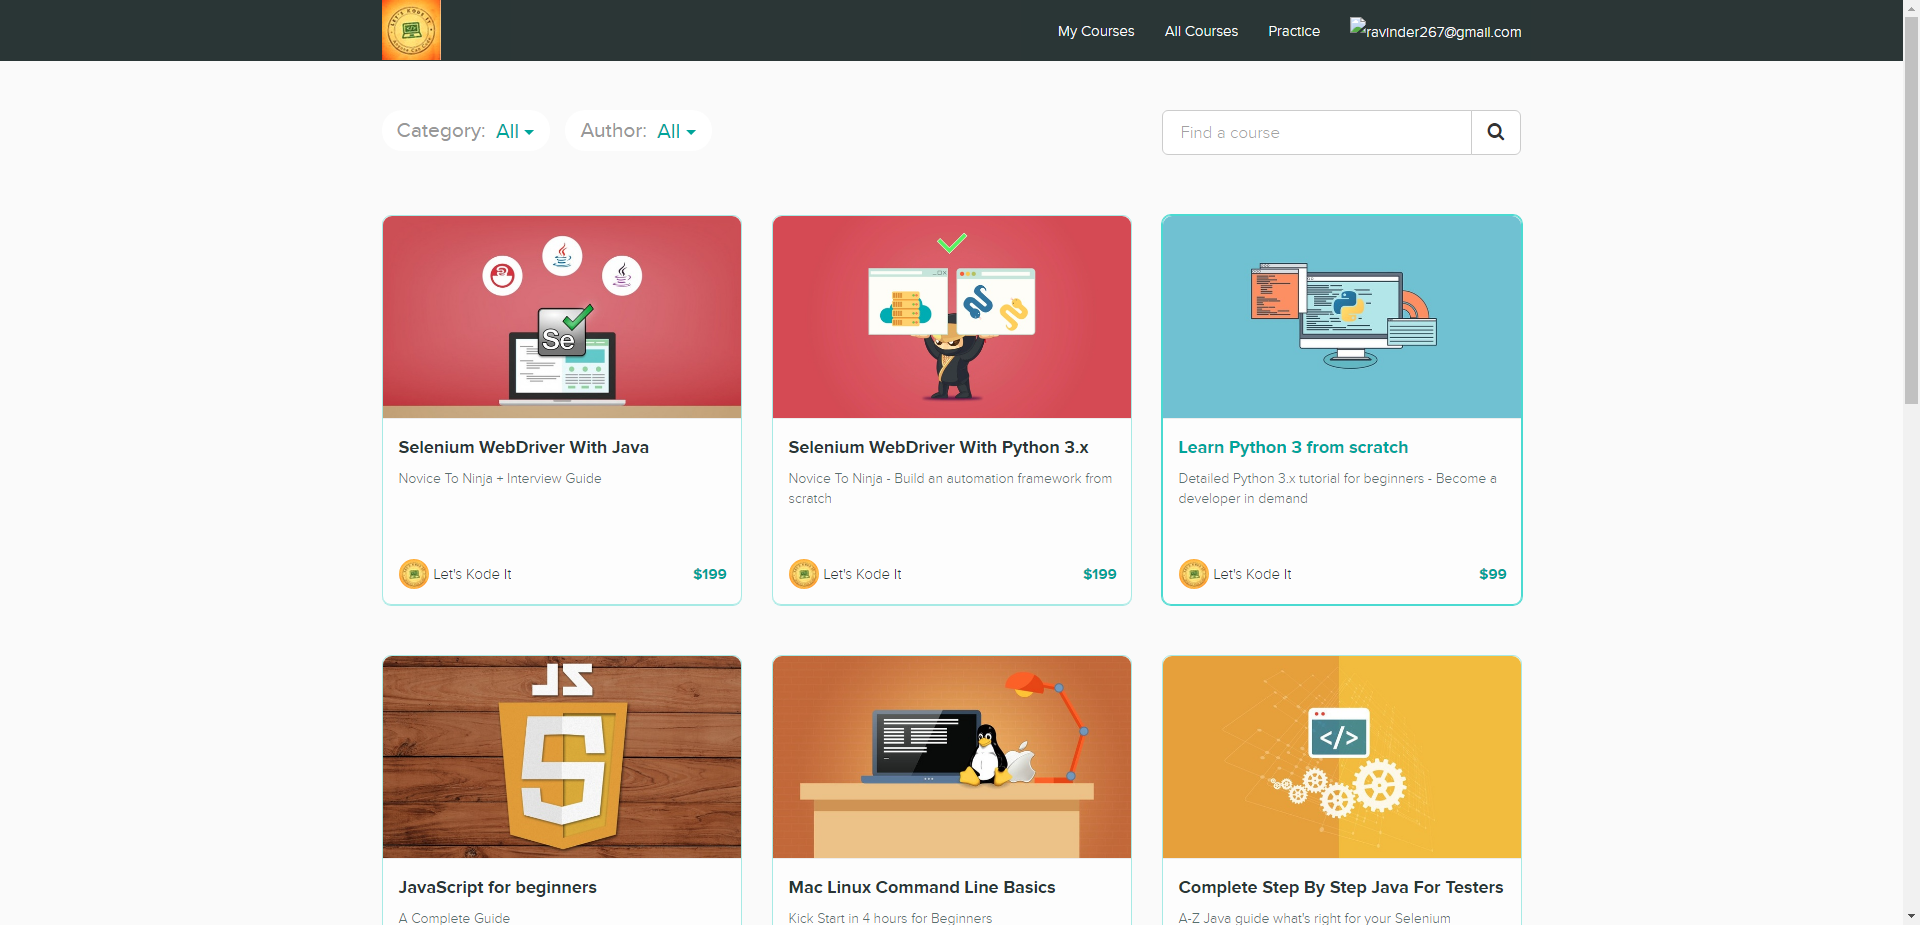 LET'S KODE IT
My Courses
All Courses
Practice
ravinder267@gmail.com
Category: All
Author: All
Find a course
Se
Selenium WebDriver With Java
Novice To Ninja + Interview Guide
Let's Kode It
$199
Selenium WebDriver With Python 3.x
Novice To Ninja - Build an automation framework from
scratch
Let's Kode It
$199
Learn Python 3 from scratch
Detailed Python 3.x tutorial for beginners - Become a
developer in demand
Let's Kode It
$99
JS
5
JavaScript for beginners
A Complete Guide
Mac Linux Command Line Basics
Kick Start in 4 hours for Beginners
</>
Complete Step By Step Java For Testers
A-Z Java guide what's right for your Selenium